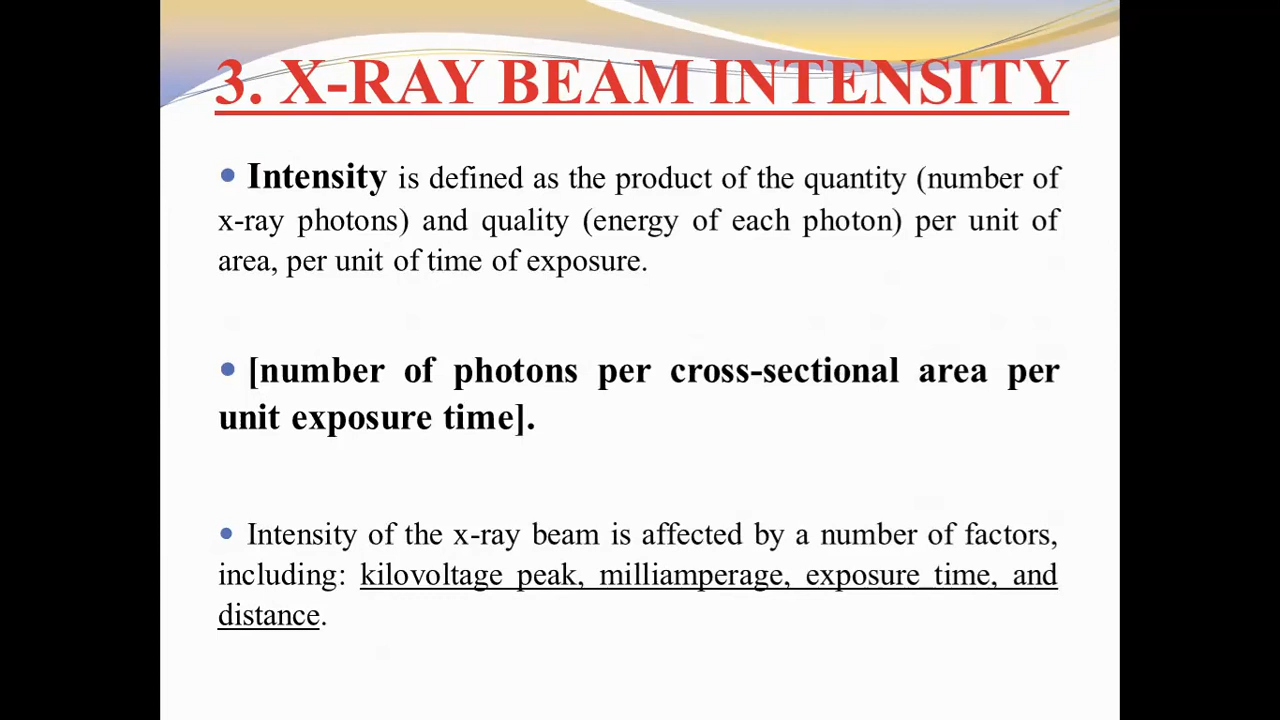 3. X-RAY BEAM INTENSITY
• Intensity is defined as the product of the quantity (number of
x-ray photons) and quality (energy of each photon) per unit of
area, per unit of time of exposure.
• [number of photons per cross-sectional area per
unit exposure time].
• Intensity of the x-ray beam is affected by a number of factors,
including: kilovoltage peak, milliamperage, exposure time, and
distance.